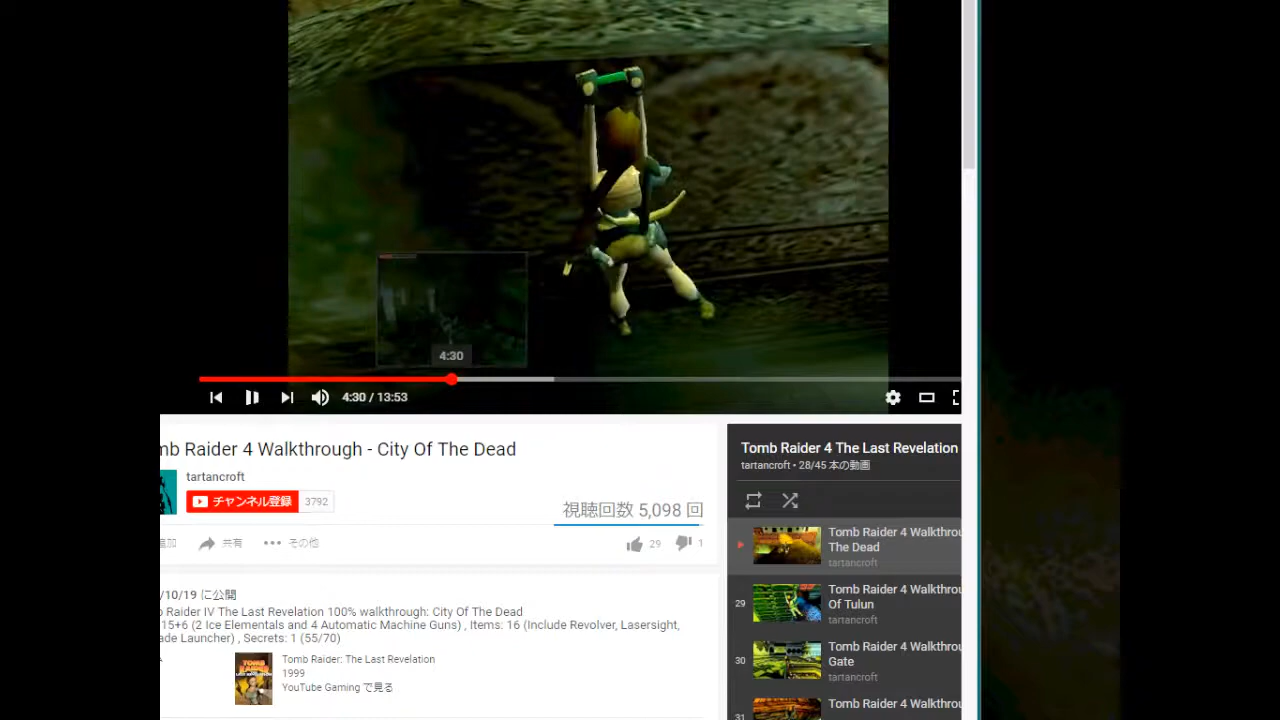 4:30
4:30 / 13:53
mb Raider 4 Walkthrough - City Of The Dead
tartancroft
チャンネル登録 3792
視聴回数 5,098 回
追加 共有 その他 29 1
/10/19 に公開
b Raider IV The Last Revelation 100% walkthrough: City Of The Dead
15+6 (2 Ice Elementals and 4 Automatic Machine Guns) , Items: 16 (Include Revolver, Lasersight,
ade Launcher) , Secrets: 1 (55/70)
Tomb Raider: The Last Revelation
1999
YouTube Gaming で見る
Tomb Raider 4 The Last Revelation
tartancroft • 28/45 本の動画
Tomb Raider 4 Walkthrou
The Dead
tartancroft
29
Tomb Raider 4 Walkthrou
Of Tulun
tartancroft
30
Tomb Raider 4 Walkthrou
Gate
tartancroft
31
Tomb Raider 4 Walkthrou